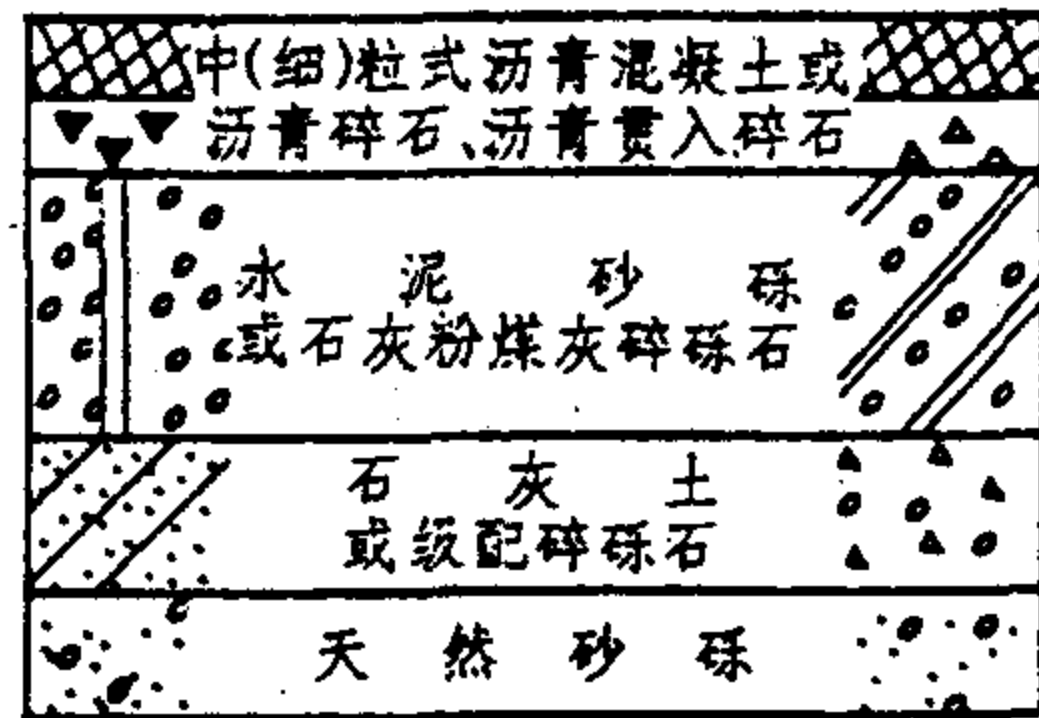 中(细)粒式沥青混凝土或
沥青碎石、沥青贯入碎石
水泥砂砾
或石灰粉煤灰碎砾石
石灰土
或级配碎砾石
天然砂砾